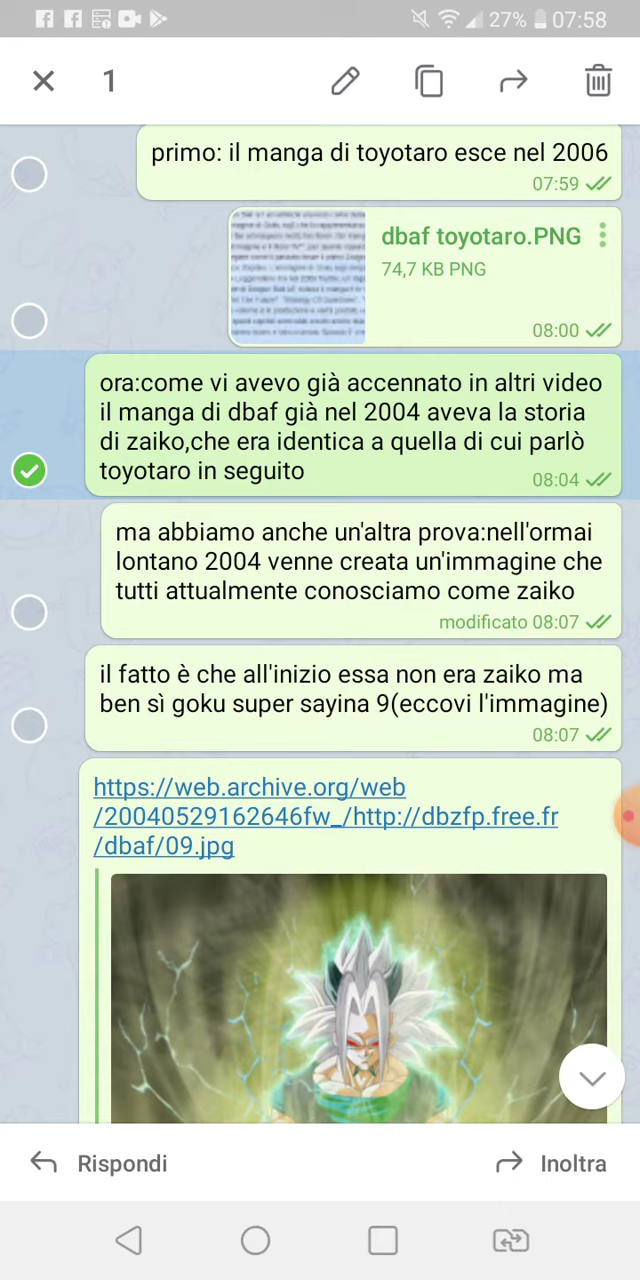 27% 07:58
1
primo: il manga di toyotaro esce nel 2006
07:59
dbaf toyotaro.PNG
74,7 KB PNG
08:00
ora:come vi avevo già accennato in altri video
il manga di dbaf già nel 2004 aveva la storia
di zaiko,che era identica a quella di cui parlò
toyotaro in seguito
08:04
ma abbiamo anche un'altra prova:nell'ormai
lontano 2004 venne creata un'immagine che
tutti attualmente conosciamo come zaiko
modificato 08:07
il fatto è che all'inizio essa non era zaiko ma
ben sì goku super sayina 9(eccovi l'immagine)
08:07
https://web.archive.org/web
/20040529162646fw_/http://dbzfp.free.fr
/dbaf/09.jpg
Rispondi
Inoltra